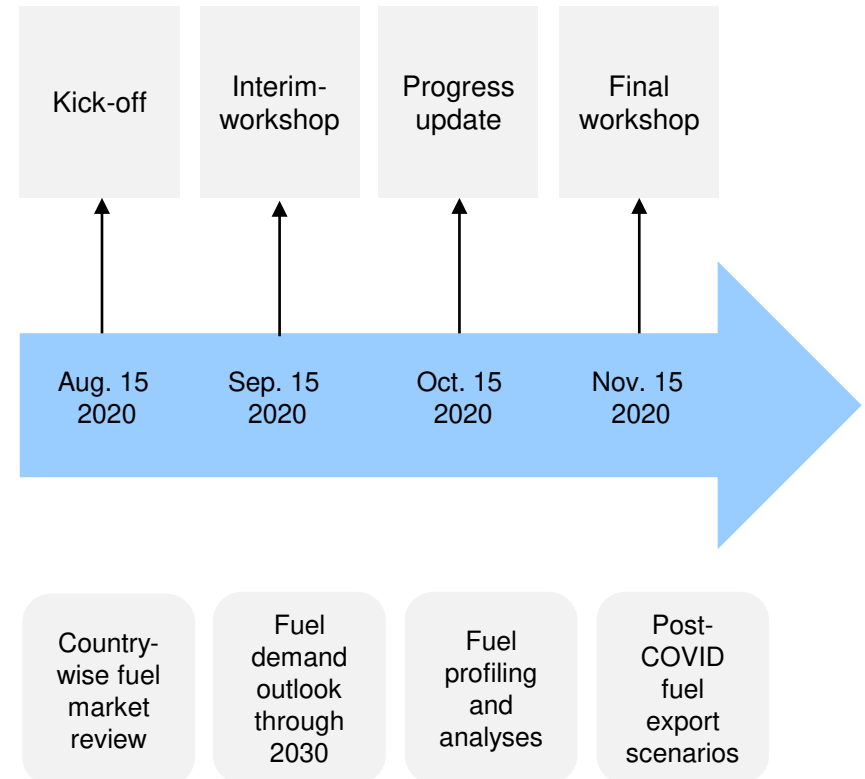 Kick-off
Interim-
workshop
Progress
update
Final
workshop
Aug. 15
2020
Sep. 15
2020
Oct. 15
2020
Nov. 15
2020
Country-
wise fuel
market
review
Fuel
demand
outlook
through
2030
Fuel
profiling
and
analyses
Post-
COVID
fuel
export
scenarios